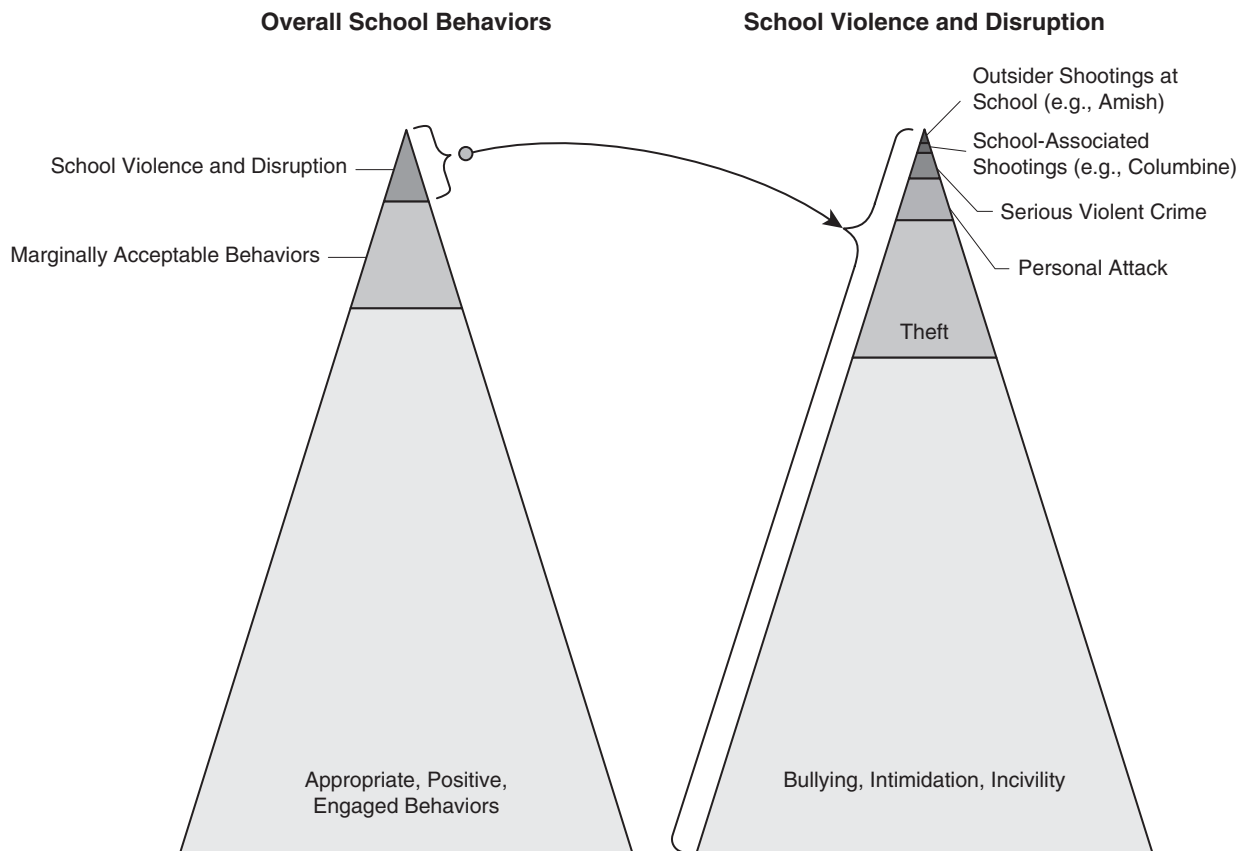 Overall School Behaviors
School Violence and Disruption
Marginally Acceptable Behaviors
Appropriate, Positive,
Engaged Behaviors
School Violence and Disruption
Outsider Shootings at
School (e.g., Amish)
School-Associated
Shootings (e.g., Columbine)
Serious Violent Crime
Personal Attack
Theft
Bullying, Intimidation, Incivility